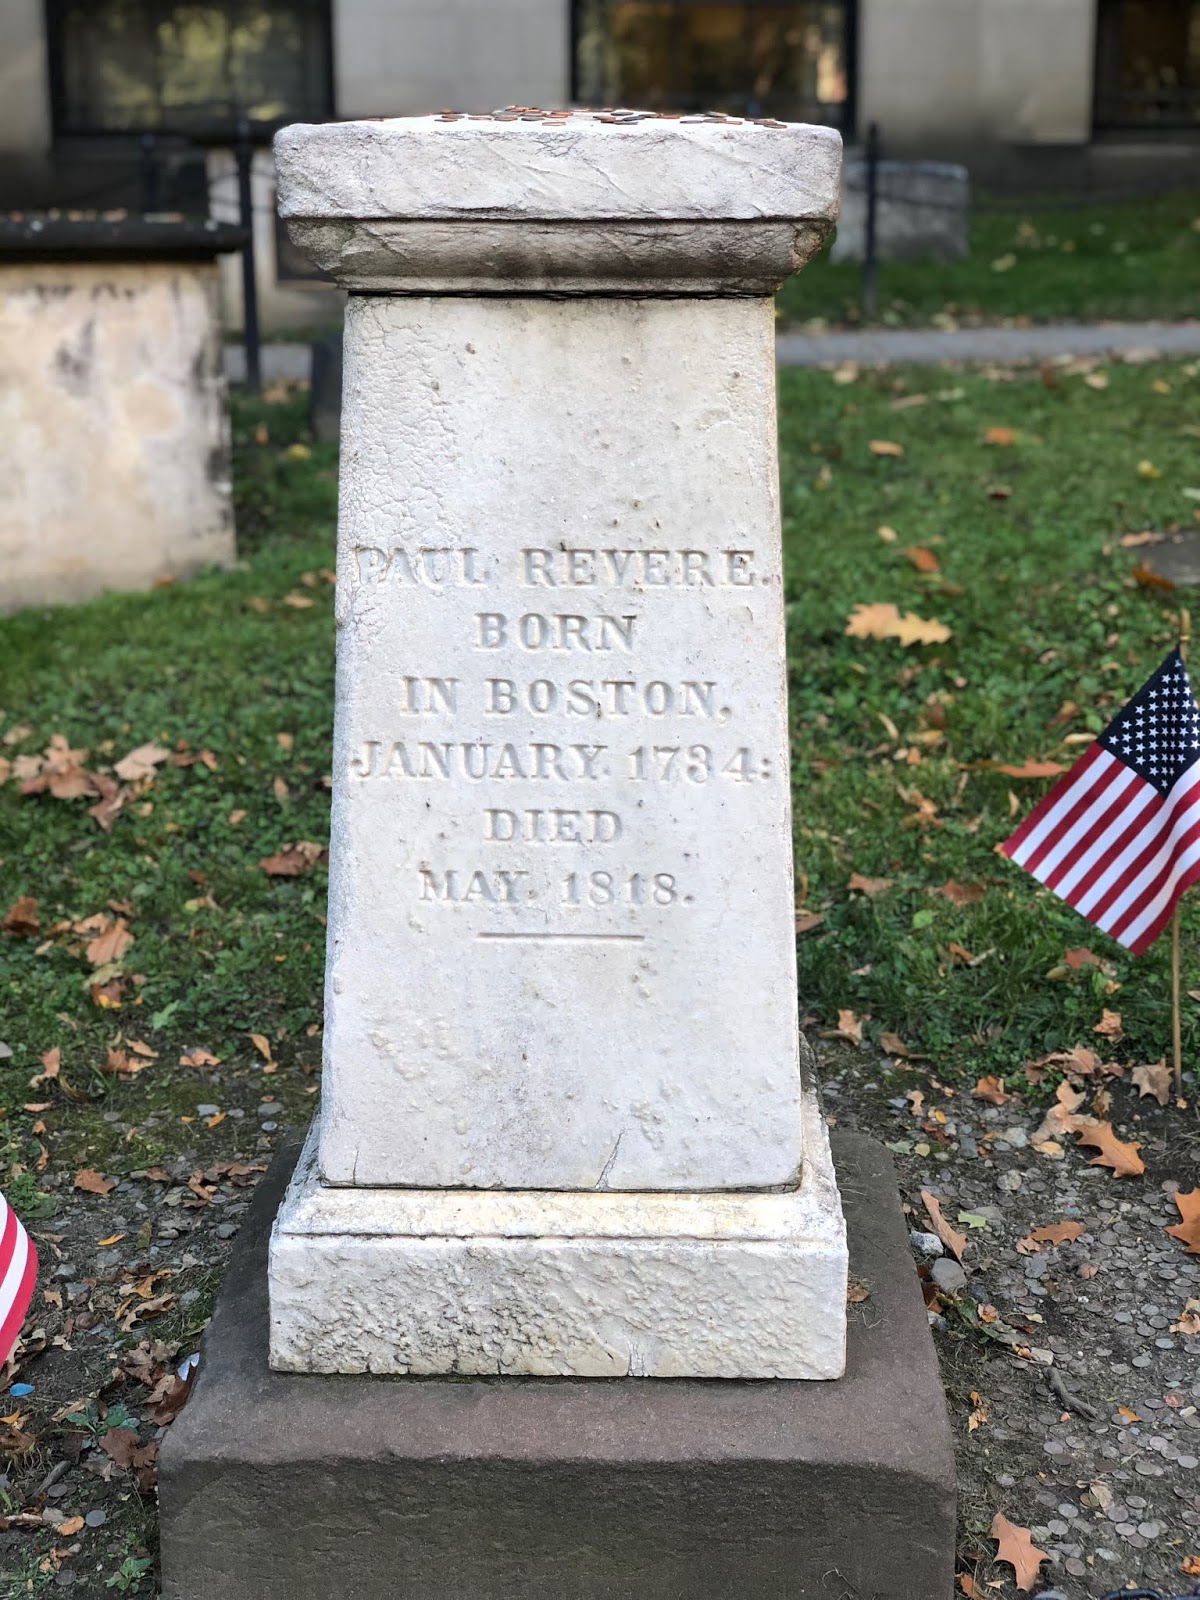 PAUL REVERE.
BORN
IN BOSTON,
JANUARY. 1734:
DIED
MAY. 1818.